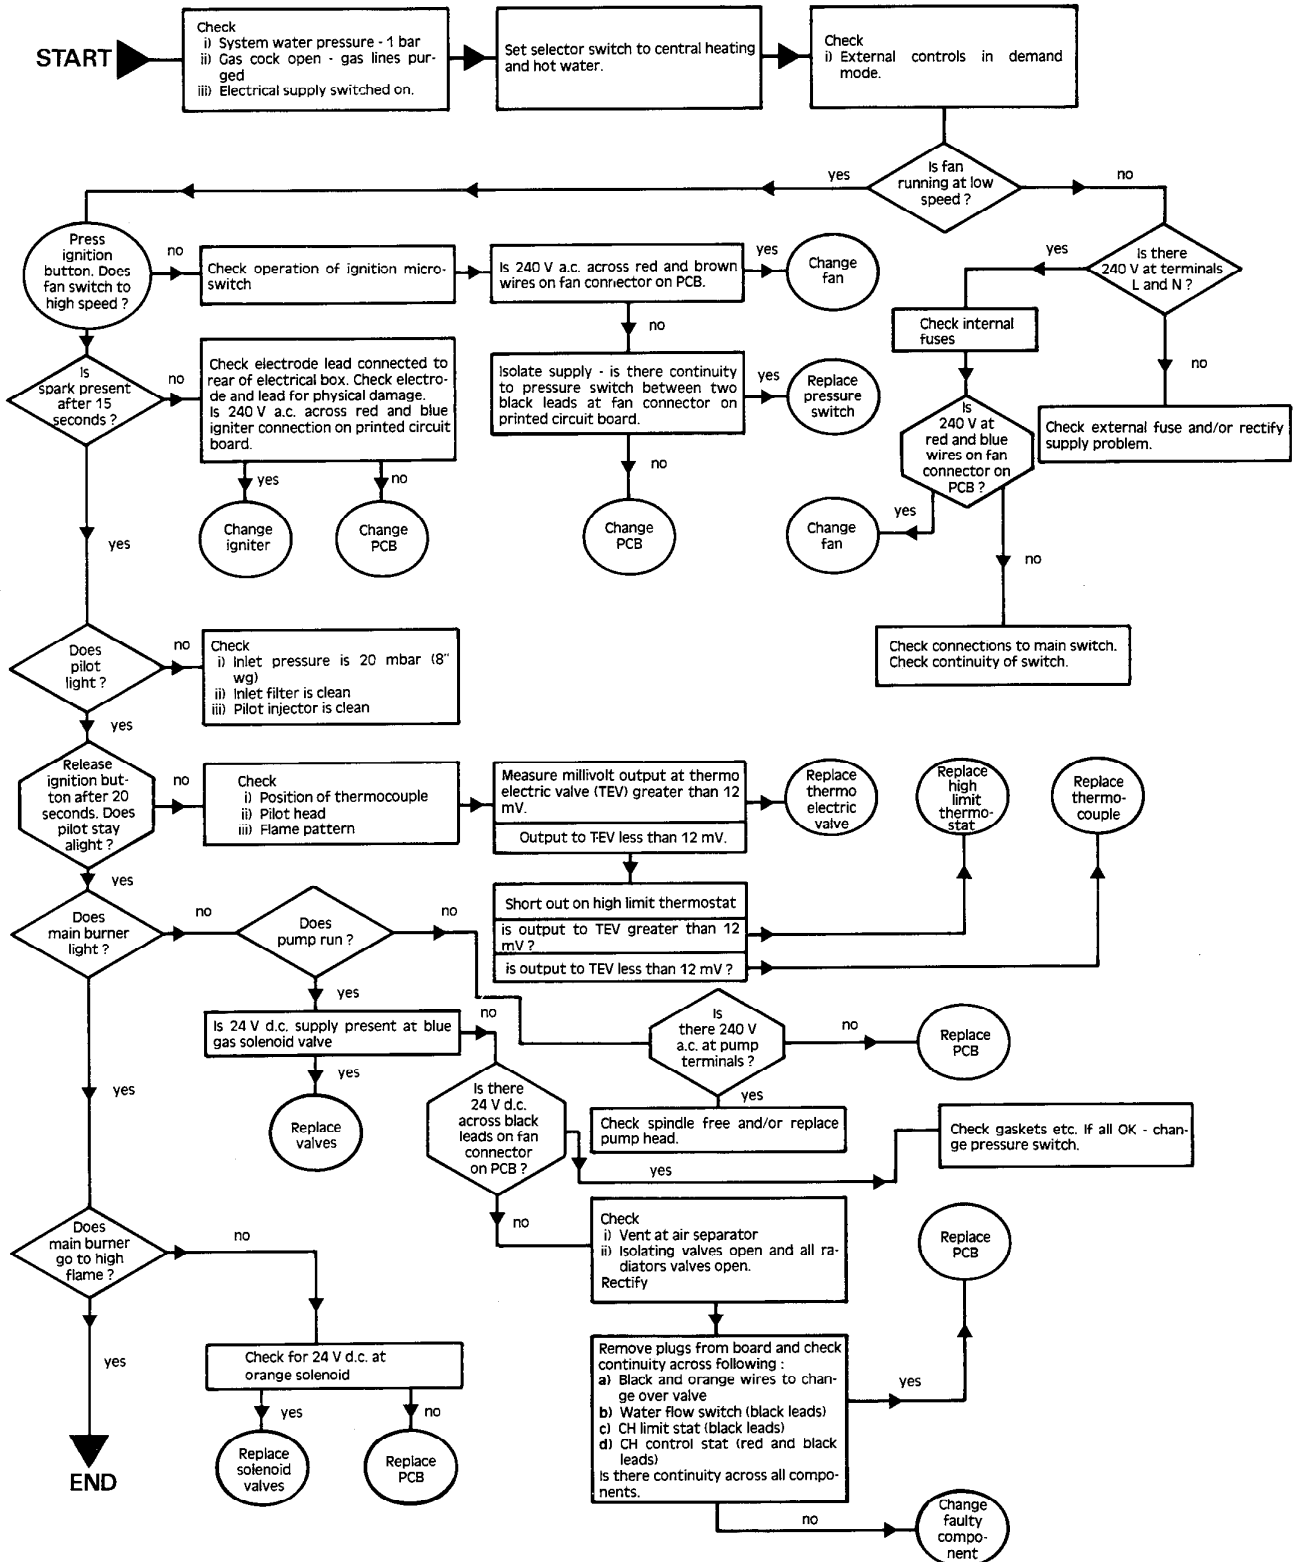 START
Check
i) System water pressure - 1 bar
ii) Gas cock open - gas lines pur-
ged
iii) Electrical supply switched on.
Set selector switch to central heating
and hot water.
Check
i) External controls in demand
mode.
Is fan
running at low
speed ?
yes
no
Press
ignition
button. Does
fan switch to
high speed ?
no
Check operation of ignition micro-
switch
Is 240 V a.c. across red and brown
wires on fan connector on PCB.
yes
Change
fan
no
yes
Is there
240 V at terminals
L and N ?
Check internal
fuses
no
Check external fuse and/or rectify
supply problem.
Is
spark present
after 15
seconds ?
no
Check electrode lead connected to
rear of electrical box. Check electro-
de and lead for physical damage.
Is 240 V a.c. across red and blue
igniter connection on printed circuit
board.
yes
no
Change
igniter
Change
PCB
Isolate supply - is there continuity
to pressure switch between two
black leads at fan connector on
printed circuit board.
yes
Replace
pressure
switch
no
Change
PCB
Is
240 V at
red and blue
wires on fan
connector on
PCB ?
yes
Change
fan
no
Check connections to main switch.
Check continuity of switch.
yes
Does
pilot
light ?
no
Check
i) Inlet pressure is 20 mbar (8"
wg)
ii) Inlet filter is clean
iii) Pilot injector is clean
yes
Release
ignition but-
ton after 20
seconds. Does
pilot stay
alight ?
no
Check
i) Position of thermocouple
ii) Pilot head
iii) Flame pattern
Measure millivolt output at thermo
electric valve (TEV) greater than 12
mV.
Output to TEV less than 12 mV.
Replace
thermo
electric
valve
Replace
high
limit
thermo-
stat
Replace
thermo-
couple
Short out on high limit thermostat
is output to TEV greater than 12
mV ?
is output to TEV less than 12 mV ?
yes
Does
main burner
light ?
no
Does
pump run ?
no
yes
Is 24 V d.c. supply present at blue
gas solenoid valve
no
yes
Replace
valves
Is
there 240 V
a.c. at pump
terminals ?
no
Replace
PCB
yes
Check spindle free and/or replace
pump head.
Is there
24 V d.c.
across black
leads on fan
connector
on PCB ?
yes
Check gaskets etc. If all OK - chan-
ge pressure switch.
no
Check
i) Vent at air separator
ii) Isolating valves open and all ra-
diators valves open.
Rectify
Replace
PCB
Remove plugs from board and check
continuity across following :
a) Black and orange wires to chan-
ge over valve
b) Water flow switch (black leads)
c) CH limit stat (black leads)
d) CH control stat (red and black
leads)
Is there continuity across all compo-
nents.
yes
no
Change
faulty
compo-
nent
yes
Does
main burner
go to high
flame ?
no
Check for 24 V d.c. at
orange solenoid
yes
no
Replace
solenoid
valves
Replace
PCB
yes
END